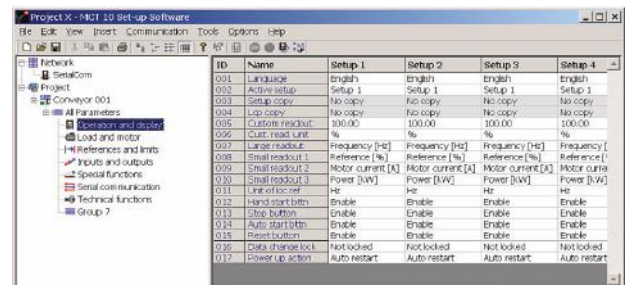 Project X - MCT 10 Set-up Software
File Edit View Insert Communication Tools Options Help
Network
SerialCom
Project
Conveyor 001
All Parameters
Operation and display
Load and motor
References and limits
Inputs and outputs
Special functions
Serial communication
Technical functions
Group 7
ID Name Setup 1 Setup 2 Setup 3 Setup 4
001 Language English English English English
002 Active setup Setup 1 Setup 1 Setup 1 Setup 1
003 Setup copy No copy No copy No copy No copy
004 Lcp copy No copy No copy No copy No copy
005 Custom readout 100.00 100.00 100.00 100.00
006 Cust. read. unit % % % %
007 Large readout Frequency [Hz] Frequency [Hz] Frequency [Hz] Frequency [
008 Small readout 1 Reference [%] Reference [%] Reference [%] Reference [
009 Small readout 2 Motor current [A] Motor current [A] Motor current [A] Motor curre
010 Small readout 3 Power [kW] Power [kW] Power [kW] Power [kW]
011 Unit of loc ref Hz Hz Hz Hz
012 Hand start bttn Enable Enable Enable Enable
013 Stop button Enable Enable Enable Enable
014 Auto start bttn Enable Enable Enable Enable
015 Reset button Enable Enable Enable Enable
016 Data change lock Not locked Not locked Not locked Not locked
017 Power up action Auto restart Auto restart Auto restart Auto restart